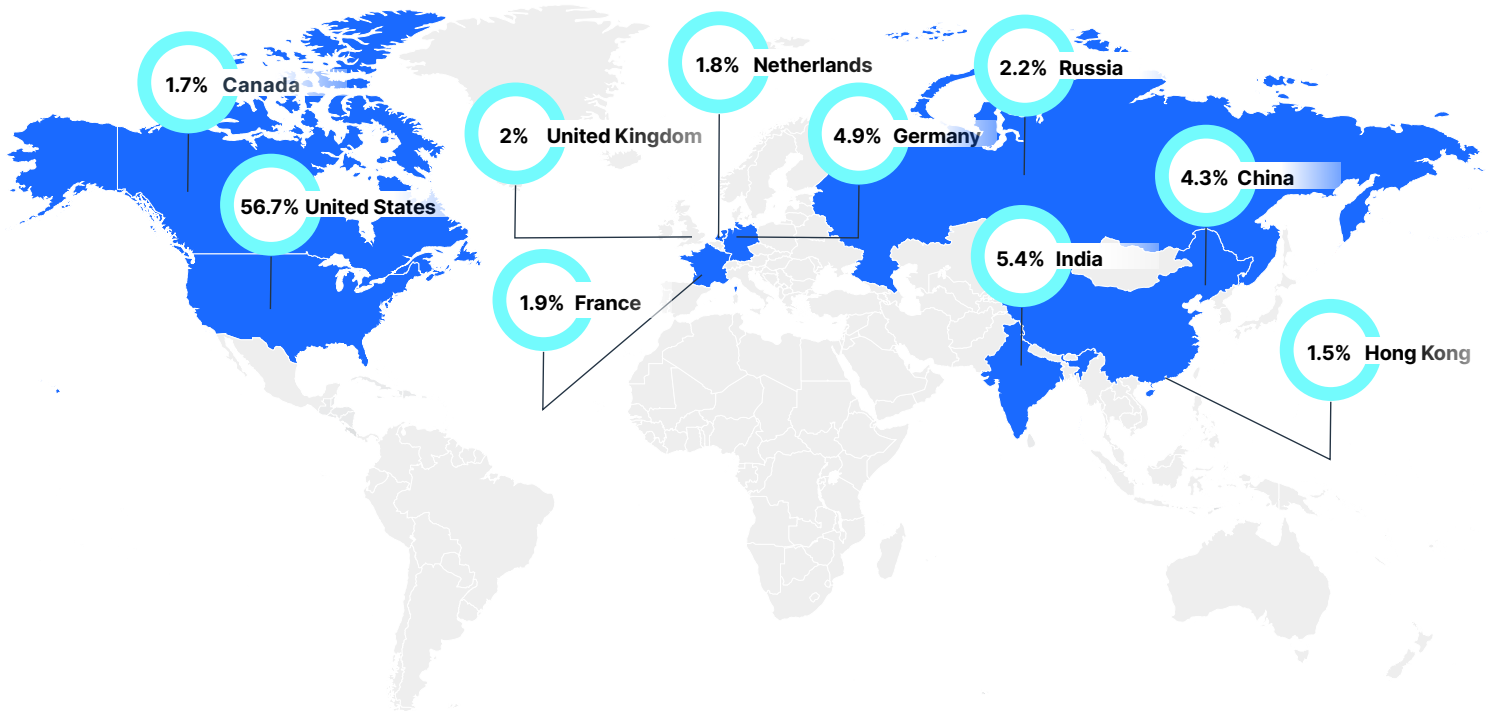 1.8% Netherlands
2.2% Russia
1.7% Canada
2% United Kingdom
4.9% Germany
4.3% China
56.7% United States
5.4% India
1.9% France
1.5% Hong Kong